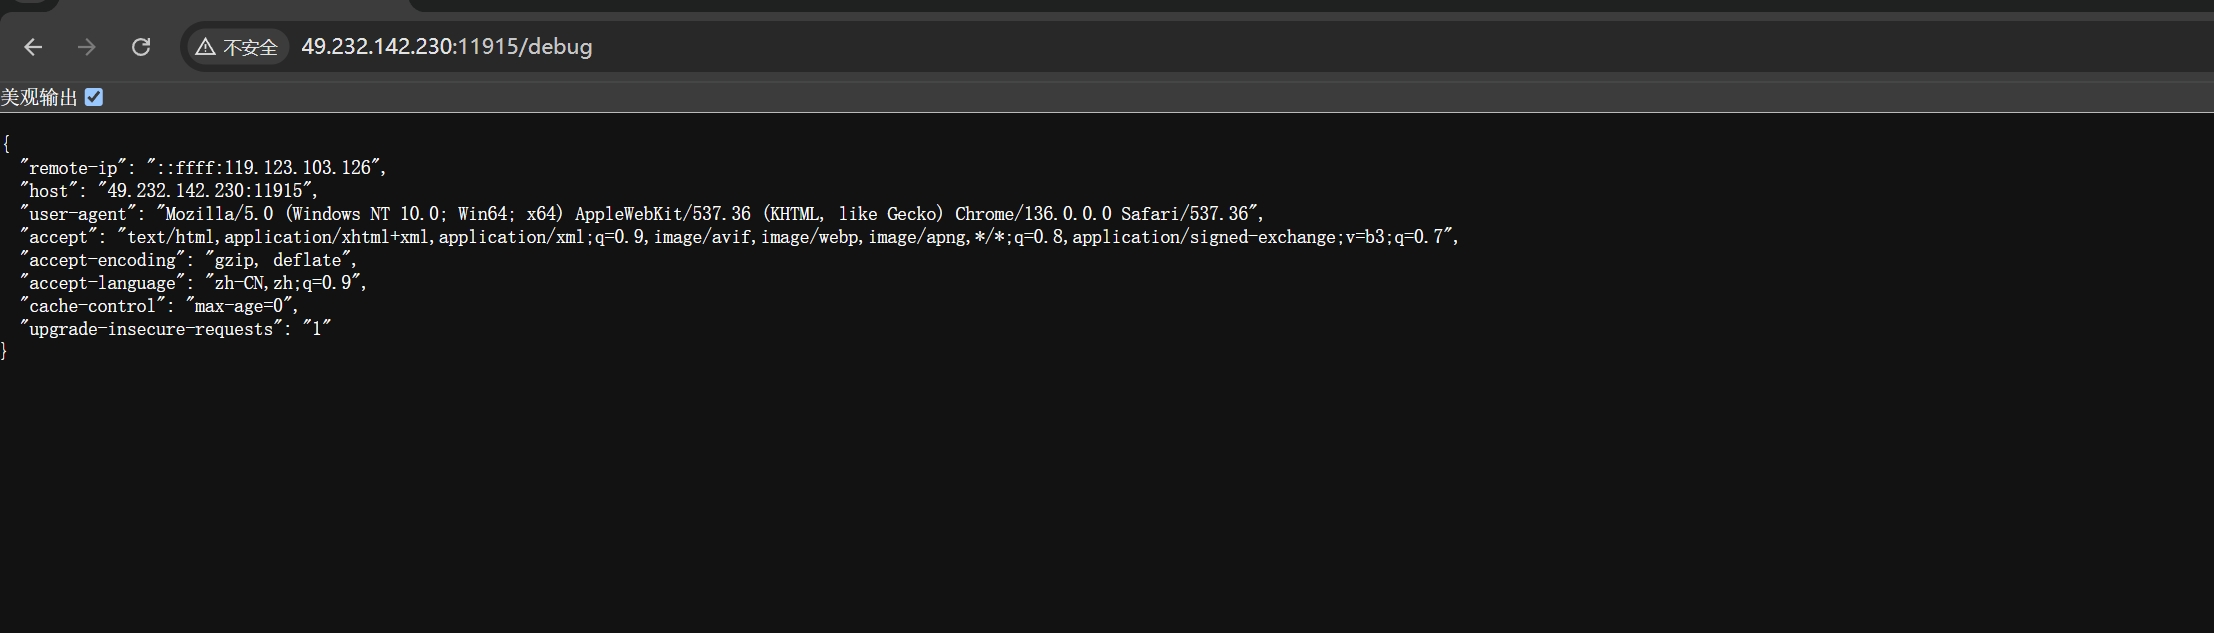 不安全 49.232.142.230:11915/debug
美观输出
{
"remote-ip": "::ffff:119.123.103.126",
"host": "49.232.142.230:11915",
"user-agent": "Mozilla/5.0 (Windows NT 10.0; Win64; x64) AppleWebKit/537.36 (KHTML, like Gecko) Chrome/136.0.0.0 Safari/537.36",
"accept": "text/html,application/xhtml+xml,application/xml;q=0.9,image/avif,image/webp,image/apng,*/*;q=0.8,application/signed-exchange;v=b3;q=0.7",
"accept-encoding": "gzip, deflate",
"accept-language": "zh-CN,zh;q=0.9",
"cache-control": "max-age=0",
"upgrade-insecure-requests": "1"
}